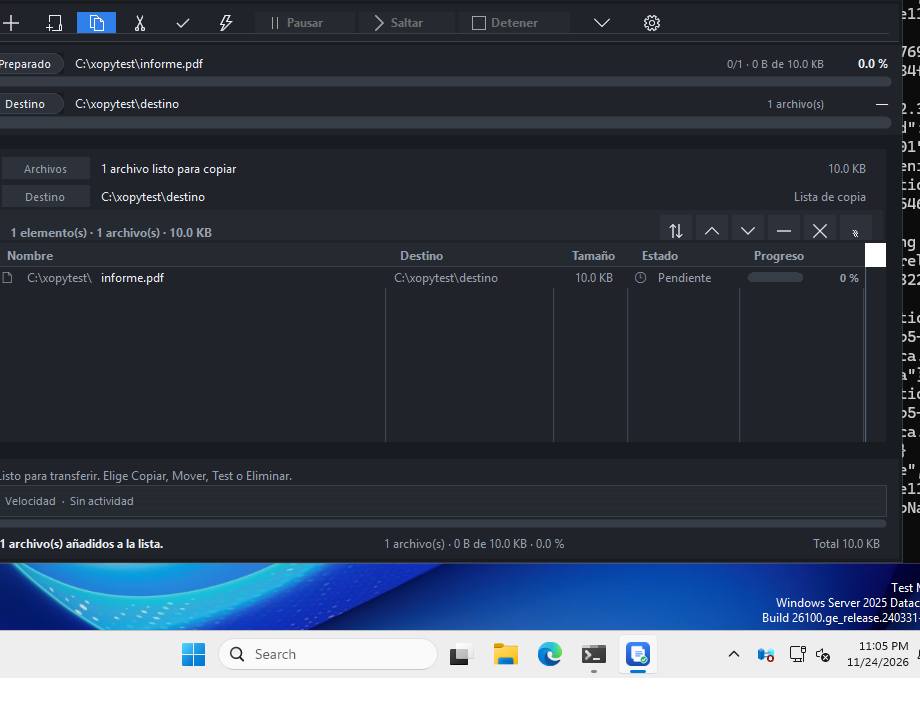 Pausar
Saltar
Detener
Preparado C:\xopytest\informe.pdf 0/1 · 0 B de 10.0 KB 0.0 %
Destino C:\xopytest\destino 1 archivo(s) —
Archivos 1 archivo listo para copiar 10.0 KB
Destino C:\xopytest\destino Lista de copia
1 elemento(s) · 1 archivo(s) · 10.0 KB
Nombre Destino Tamaño Estado Progreso
C:\xopytest\ informe.pdf C:\xopytest\destino 10.0 KB Pendiente 0 %
Listo para transferir. Elige Copiar, Mover, Test o Eliminar.
Velocidad · Sin actividad
1 archivo(s) añadidos a la lista. 1 archivo(s) · 0 B de 10.0 KB · 0.0 % Total 10.0 KB
Test M
Windows Server 2025 Datac
Build 26100.ge_release.240331-
Search
11:05 PM
11/24/2026